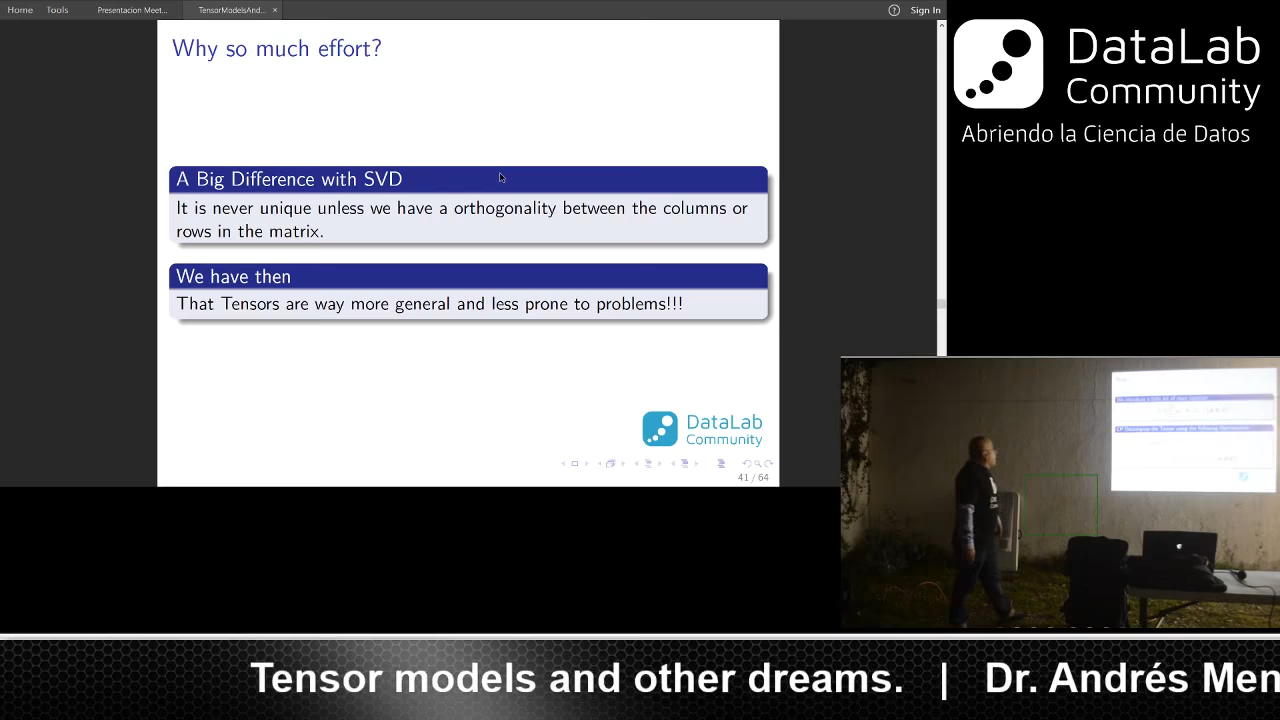 Home Tools Presentacion Meet... TensorModelsAnd... × Sign In
Why so much effort?
A Big Difference with SVD
It is never unique unless we have a orthogonality between the columns or
rows in the matrix.
We have then
That Tensors are way more general and less prone to problems!!!
DataLab
Community
41 / 64
DataLab
Community
Abriendo la Ciencia de Datos
Tensor models and other dreams. | Dr. Andrés Men